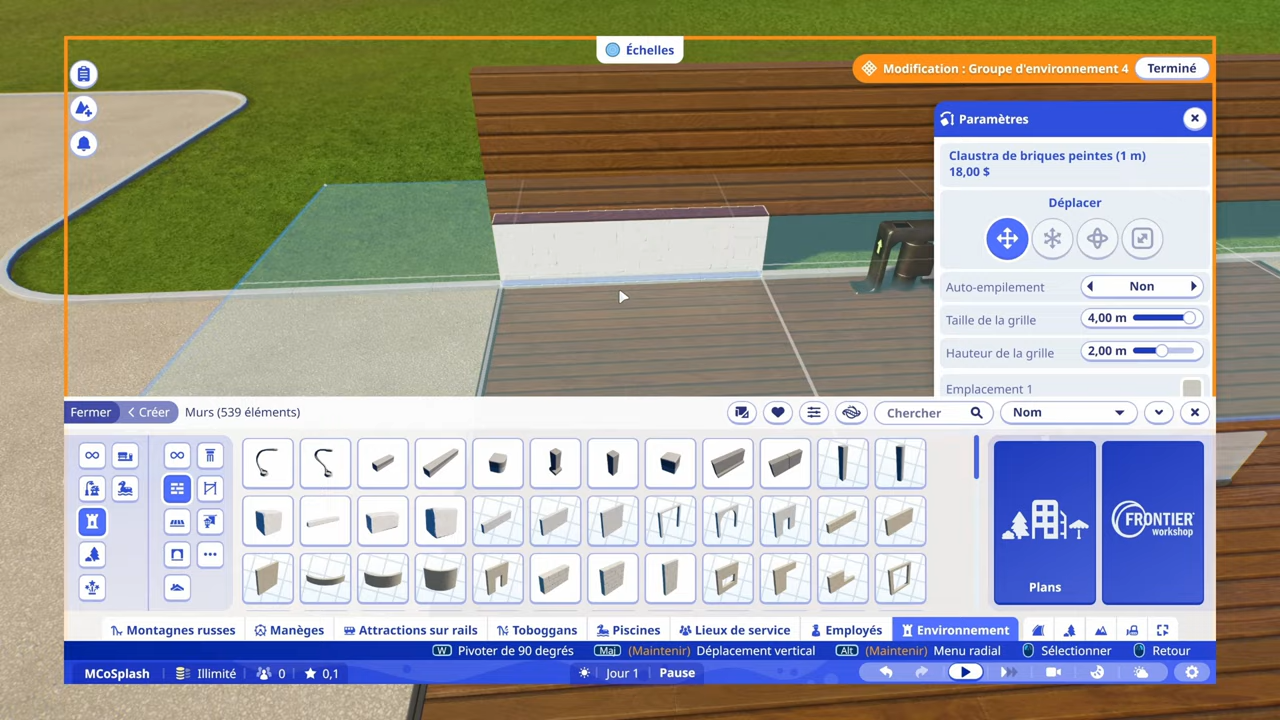 Échelles
Modification : Groupe d'environnement 4
Terminé
Paramètres
Claustra de briques peintes (1 m)
18,00 $
Déplacer
Auto-empilement
Non
Taille de la grille
4,00 m
Hauteur de la grille
2,00 m
Emplacement 1
Fermer
Créer
Murs (539 éléments)
Chercher
Nom
Plans
FRONTIER
workshop
Montagnes russes
Manèges
Attractions sur rails
Toboggans
Piscines
Lieux de service
Employés
Environnement
W Pivoter de 90 degrés
Maj (Maintenir) Déplacement vertical
Alt (Maintenir) Menu radial
Sélectionner
Retour
MCoSplash
Illimité
0
0,1
Jour 1
Pause